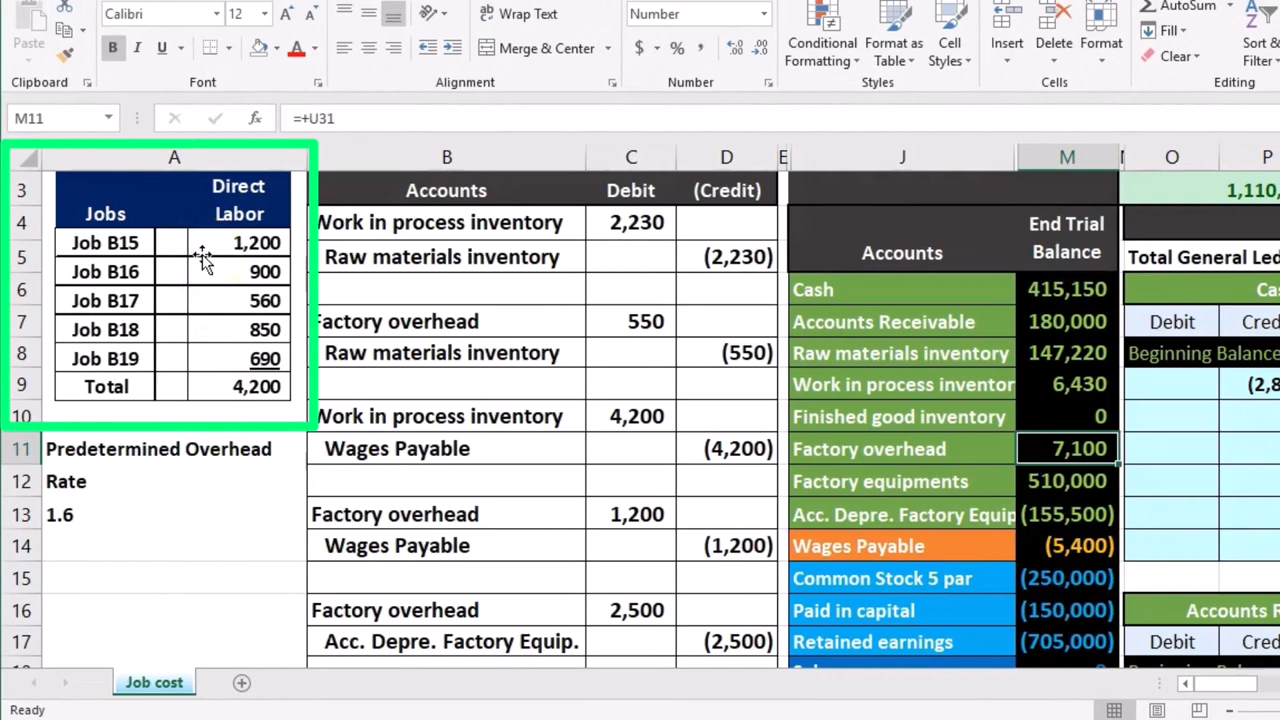 Calibri 12 A A Wrap Text Number AutoSum
Paste B I U A Merge & Center $ % , Conditional Formatting Format as Table Cell Styles Insert Delete Format Fill Clear Sort & Filter
Clipboard Font Alignment Number Styles Cells Editing
M11 fx =+U31
A B C D E J M O P
3 Jobs Direct Labor Accounts Debit (Credit) 1,110,
4 Job B15 1,200 Work in process inventory 2,230 Accounts End Trial Balance
5 Job B16 900 Raw materials inventory (2,230) Total General Led
6 Job B17 560 Cash 415,150 Ca
7 Job B18 850 Factory overhead 550 Accounts Receivable 180,000 Debit Cred
8 Job B19 690 Raw materials inventory (550) Raw materials inventory 147,220 Beginning Balance
9 Total 4,200 Work in process inventor 6,430 (2,8
10 Work in process inventory 4,200 Finished good inventory 0
11 Predetermined Overhead Wages Payable (4,200) Factory overhead 7,100
12 Rate Factory equipments 510,000
13 1.6 Factory overhead 1,200 Acc. Depre. Factory Equip (155,500)
14 Wages Payable (1,200) Wages Payable (5,400)
15 Common Stock 5 par (250,000)
16 Factory overhead 2,500 Paid in capital (150,000) Accounts R
17 Acc. Depre. Factory Equip. (2,500) Retained earnings (705,000) Debit Cred
Job cost
Ready